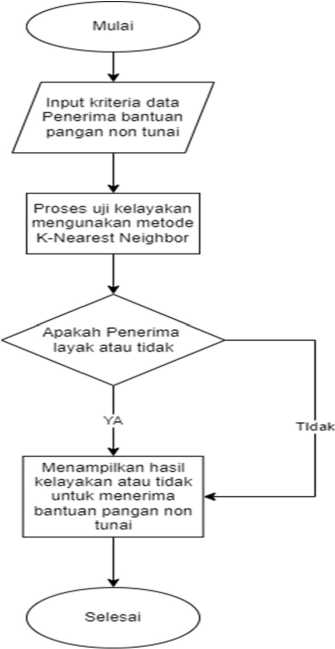 Mulai
Input kriteria data
Penerima bantuan
pangan non tunai
Proses uji kelayakan
mengunakan metode
K-Nearest Neighbor
Apakah Penerima
layak atau tidak
YA
TIdak
Menampilkan hasil
kelayakan atau tidak
untuk menerima
bantuan pangan non
tunai
Selesai